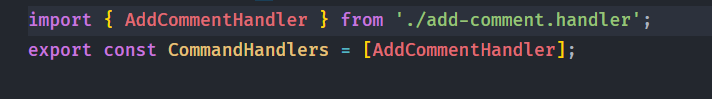 import { AddCommentHandler } from './add-comment.handler';
export const CommandHandlers = [AddCommentHandler];